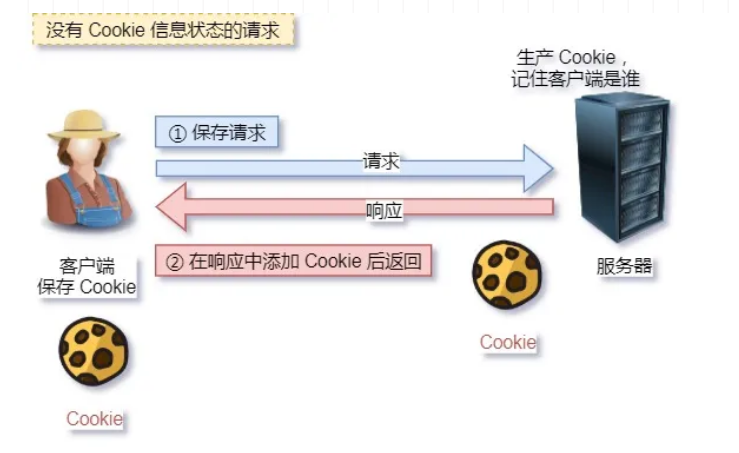 没有 Cookie 信息状态的请求
生产 Cookie，
记住客户端是谁
① 保存请求
请求
响应
② 在响应中添加 Cookie 后返回
客户端
保存 Cookie
服务器
Cookie
Cookie